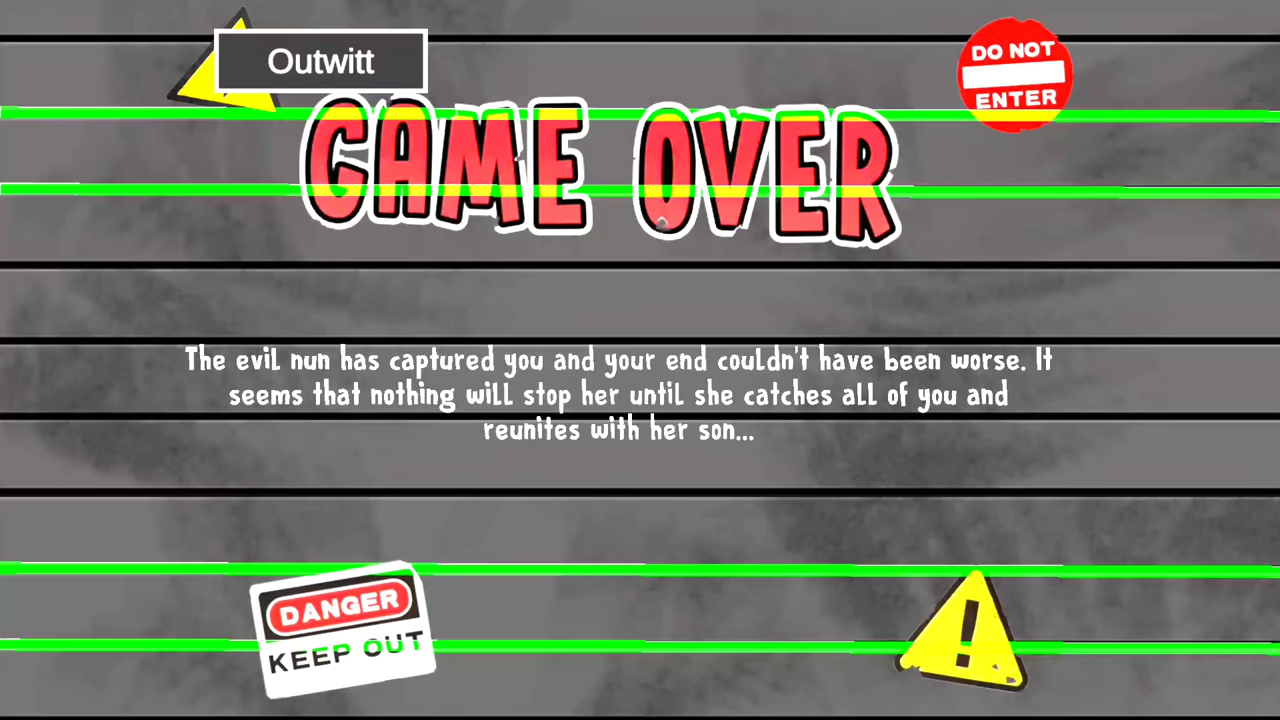 Outwitt
DO NOT
ENTER
GAME OVER
The evil nun has captured you and your end couldn't have been worse. It
seems that nothing will stop her until she catches all of you and
reunites with her son...
DANGER
KEEP OUT
!